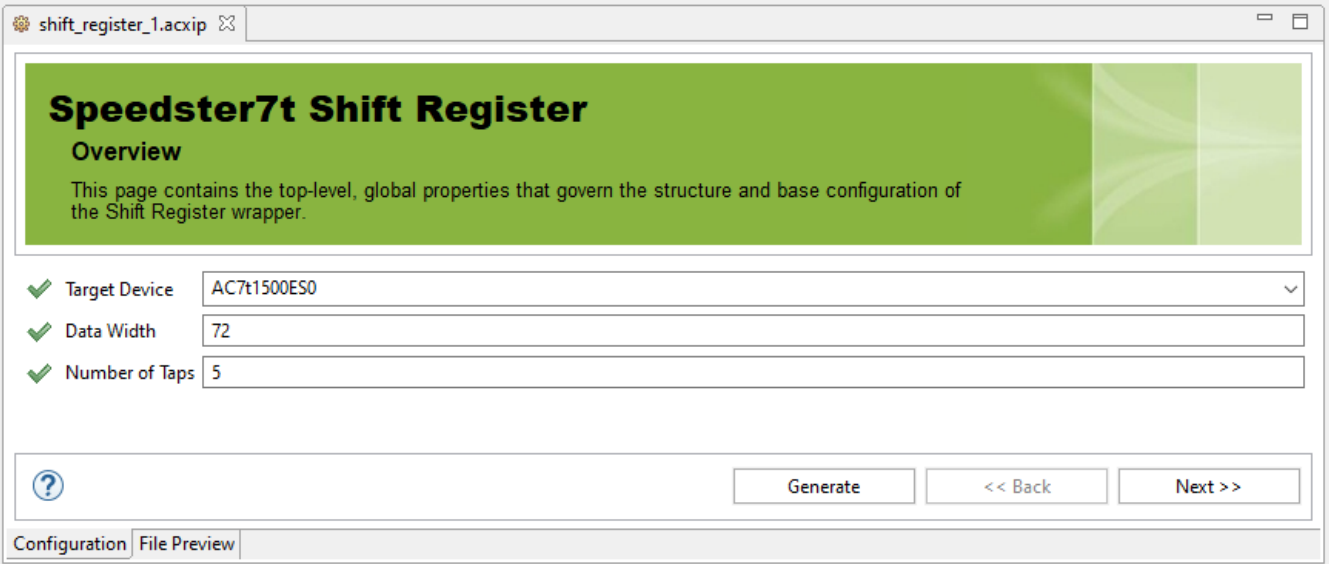 shift_register_1.acxip
Speedster7t Shift Register
Overview
This page contains the top-level, global properties that govern the structure and base configuration of
the Shift Register wrapper.
Target Device AC7t1500ES0
Data Width 72
Number of Taps 5
Generate << Back Next >>
Configuration File Preview